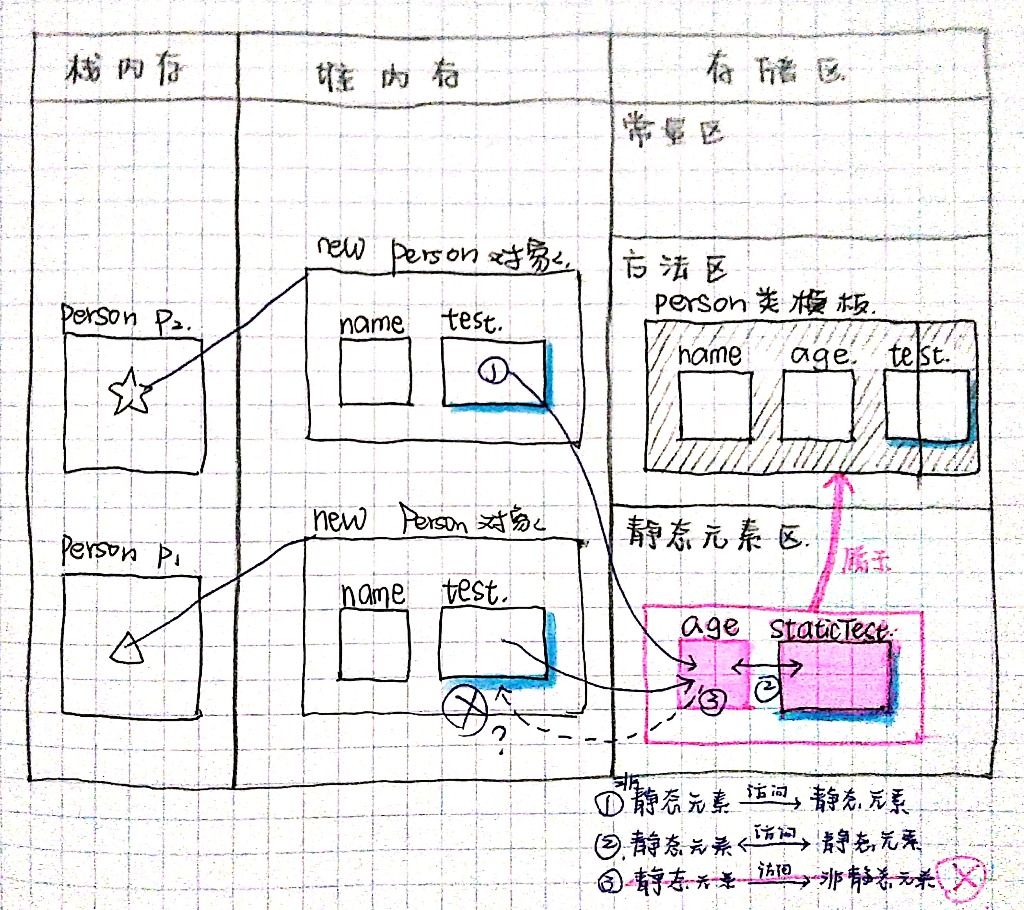 栈内存
堆内存
存储区
常量区
new person 对象
方法区
person 类模板.
person p2.
name test.
①
name age. test.
new Person 对象
静态元素区.
person p1
属于
name test.
age staticTest.
②
③
?
① 非静态元素 访问→ 静态元素
②. 静态元素 ←访问→ 静态元素
③ 静态元素 访问→ 非静态元素